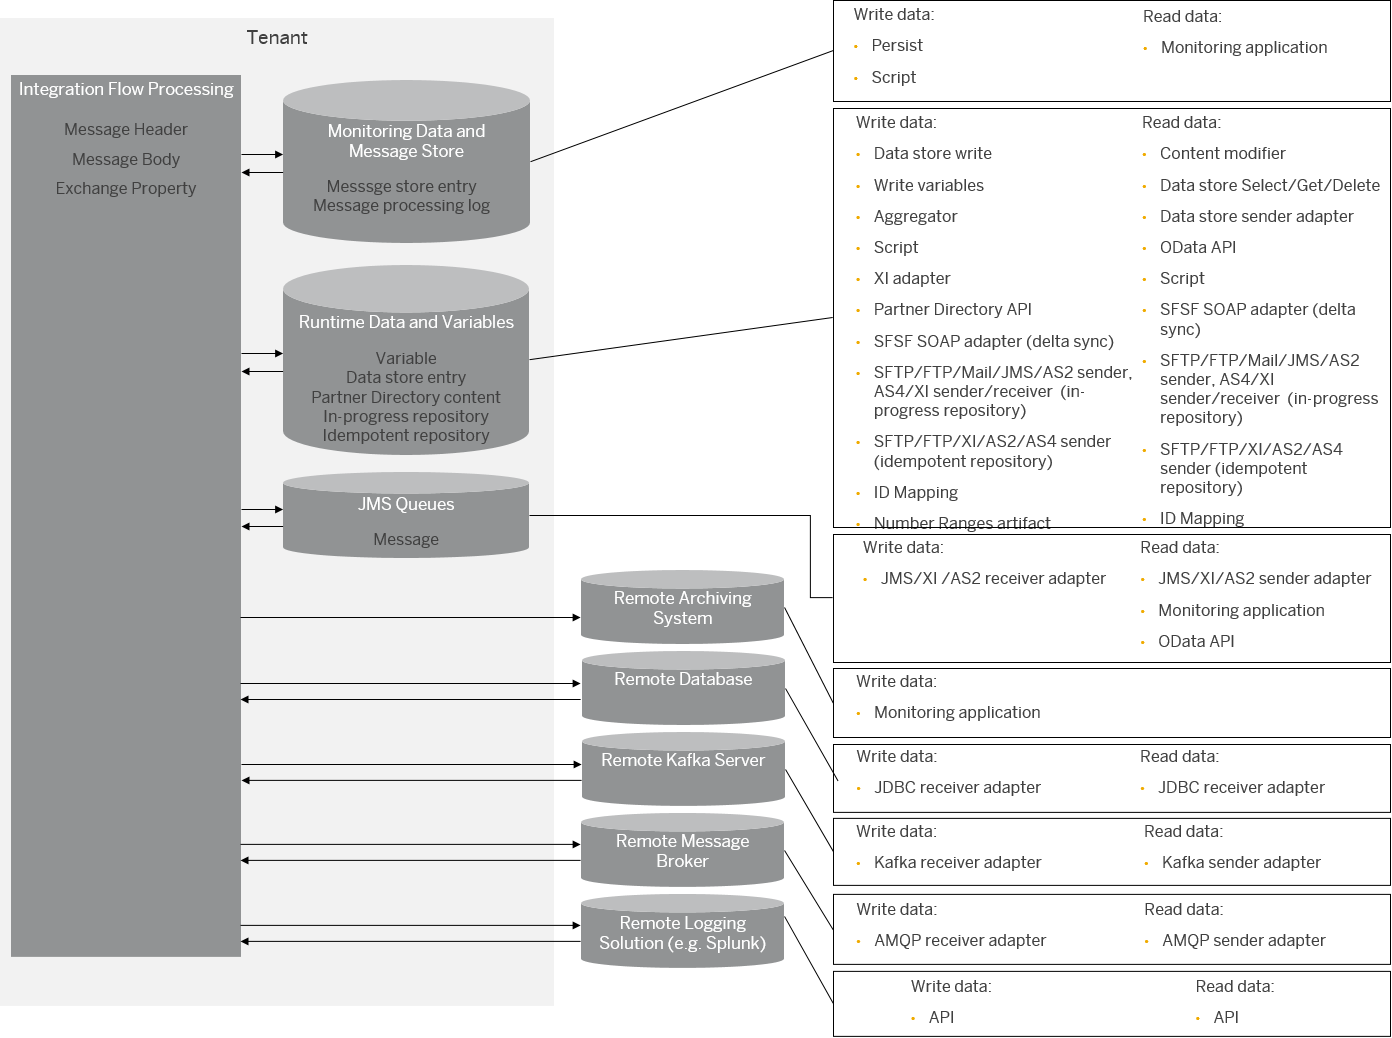 Tenant
Integration Flow Processing
Message Header
Message Body
Exchange Property
Monitoring Data and
Message Store
Messsge store entry
Message processing log
Runtime Data and Variables
Variable
Data store entry
Partner Directory content
In-progress repository
Idempotent repository
JMS Queues
Message
Remote Archiving
System
Remote Database
Remote Kafka Server
Remote Message
Broker
Remote Logging
Solution (e.g. Splunk)
Write data:
• Persist
• Script
Read data:
• Monitoring application
Write data:
• Data store write
• Write variables
• Aggregator
• Script
• XI adapter
• Partner Directory API
• SFSF SOAP adapter (delta sync)
• SFTP/FTP/Mail/JMS/AS2 sender,
AS4/XI sender/receiver (in-
progress repository)
• SFTP/FTP/XI/AS2/AS4 sender
(idempotent repository)
• ID Mapping
• Number Ranges artifact
Read data:
• Content modifier
• Data store Select/Get/Delete
• Data store sender adapter
• OData API
• Script
• SFSF SOAP adapter (delta
sync)
• SFTP/FTP/Mail/JMS/AS2
sender, AS4/XI
sender/receiver (in-progress
repository)
• SFTP/FTP/XI/AS2/AS4
sender (idempotent
repository)
• ID Mapping
Write data:
• JMS/XI /AS2 receiver adapter
Read data:
• JMS/XI/AS2 sender adapter
• Monitoring application
• OData API
Write data:
• Monitoring application
Write data:
• JDBC receiver adapter
Read data:
• JDBC receiver adapter
Write data:
• Kafka receiver adapter
Read data:
• Kafka sender adapter
Write data:
• AMQP receiver adapter
Read data:
• AMQP sender adapter
Write data:
• API
Read data:
• API